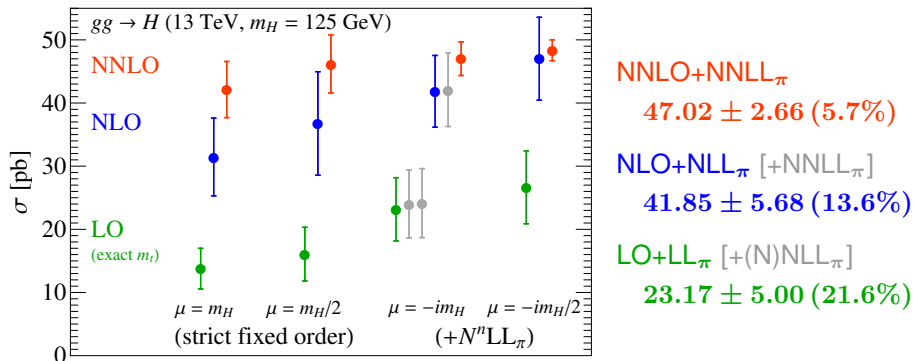 gg → H (13 TeV, m_H = 125 GeV)
50
40
30
20
10
0
σ [pb]
NNLO
NLO
LO
(exact m_t)
μ = m_H
μ = m_H/2
μ = −im_H
μ = −im_H/2
(strict fixed order)
(+N^nLL_π)
NNLO+NNLL_π
47.02 ± 2.66 (5.7%)
NLO+NLL_π [+NNLL_π]
41.85 ± 5.68 (13.6%)
LO+LL_π [+(N)NLL_π]
23.17 ± 5.00 (21.6%)